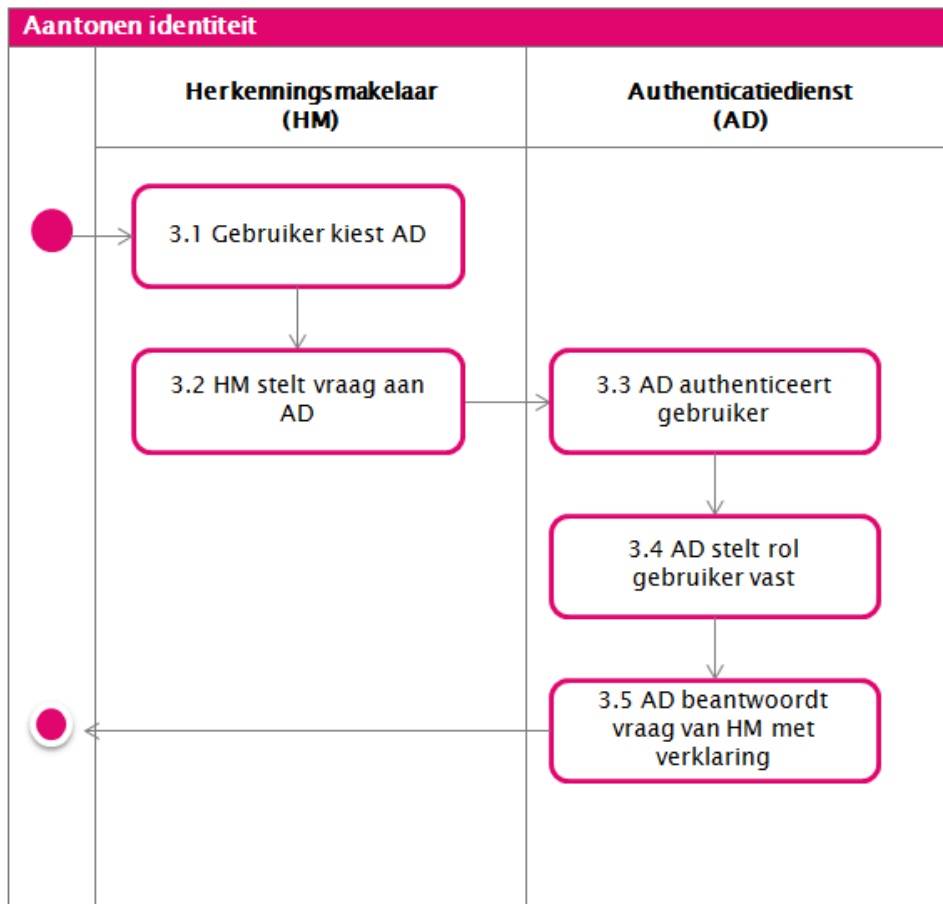 Aantonen identiteit
Herkenningsmakelaar
(HM)
Authenticatiedienst
(AD)
3.1 Gebruiker kiest AD
3.2 HM stelt vraag aan
AD
3.3 AD authenticeert
gebruiker
3.4 AD stelt rol
gebruiker vast
3.5 AD beantwoordt
vraag van HM met
verklaring